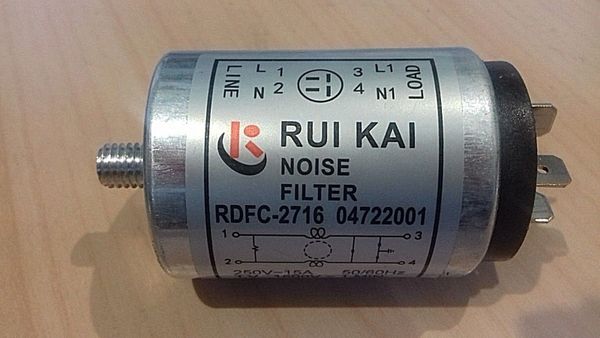 LINE
L 1
N 2
3 L1
4 N1
LOAD
RUI KAI
NOISE
FILTER
RDFC-2716 04722001
1
3
2
4
250V~15A 50/60Hz